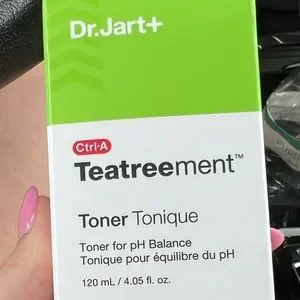 Dr.Jart+
Ctrl-A
Teatreement™
Toner Tonique
Toner for pH Balance
Tonique pour équilibre du pH
120 mL / 4.05 fl. oz.